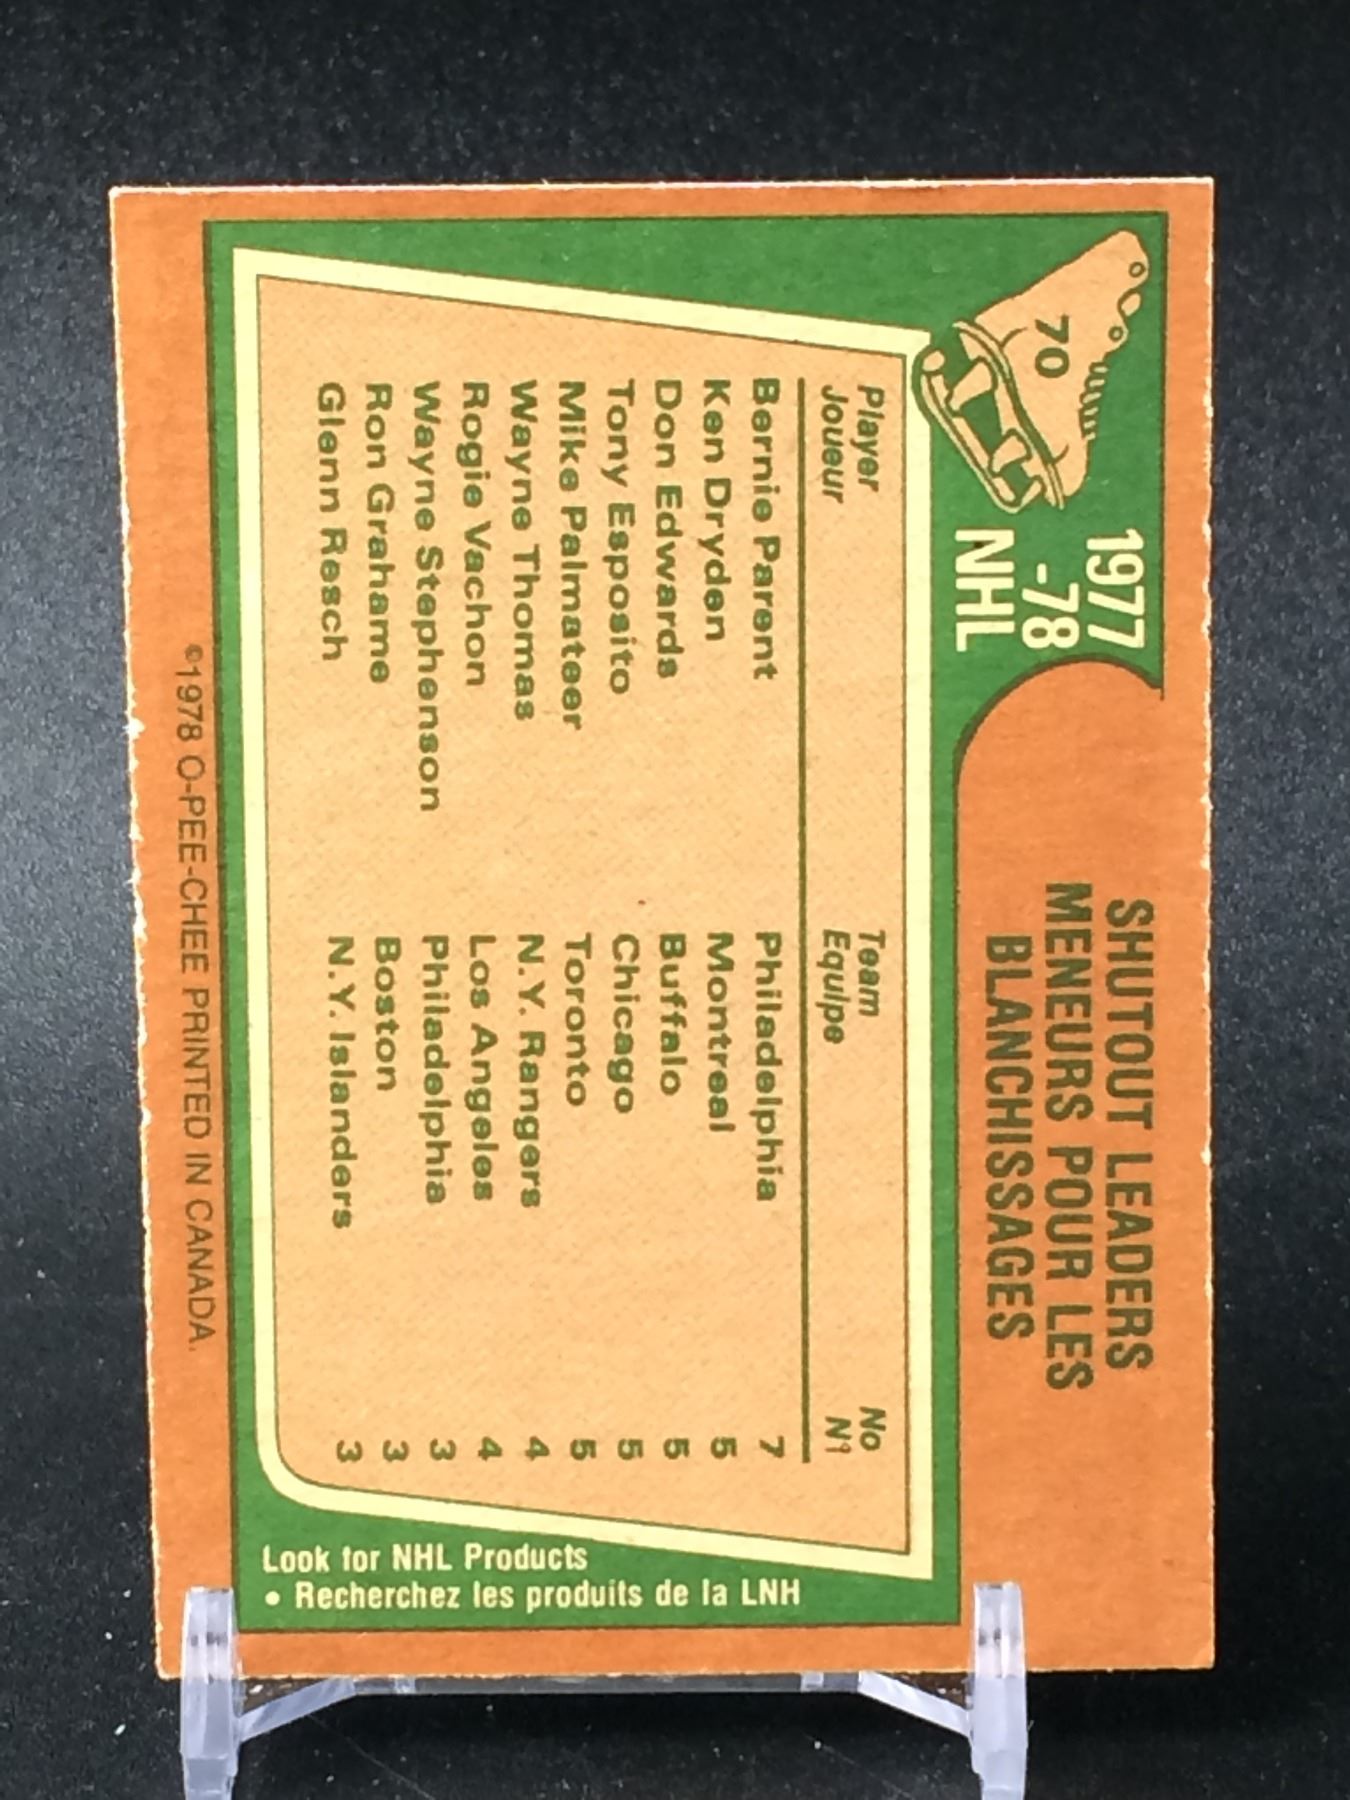 70
1977
-78
NHL
SHUTOUT LEADERS
MENEURS POUR LES
BLANCHISSAGES
Player Team No
Joueur Equipe Nº
Bernie Parent Philadelphia 7
Ken Dryden Montreal 5
Don Edwards Buffalo 5
Tony Esposito Chicago 5
Mike Palmateer Toronto 5
Wayne Thomas N.Y. Rangers 4
Rogie Vachon Los Angeles 4
Wayne Stephenson Philadelphia 3
Ron Grahame Boston 3
Glenn Resch N.Y. Islanders 3
©1978 O-PEE-CHEE PRINTED IN CANADA.
Look for NHL Products
• Recherchez les produits de la LNH